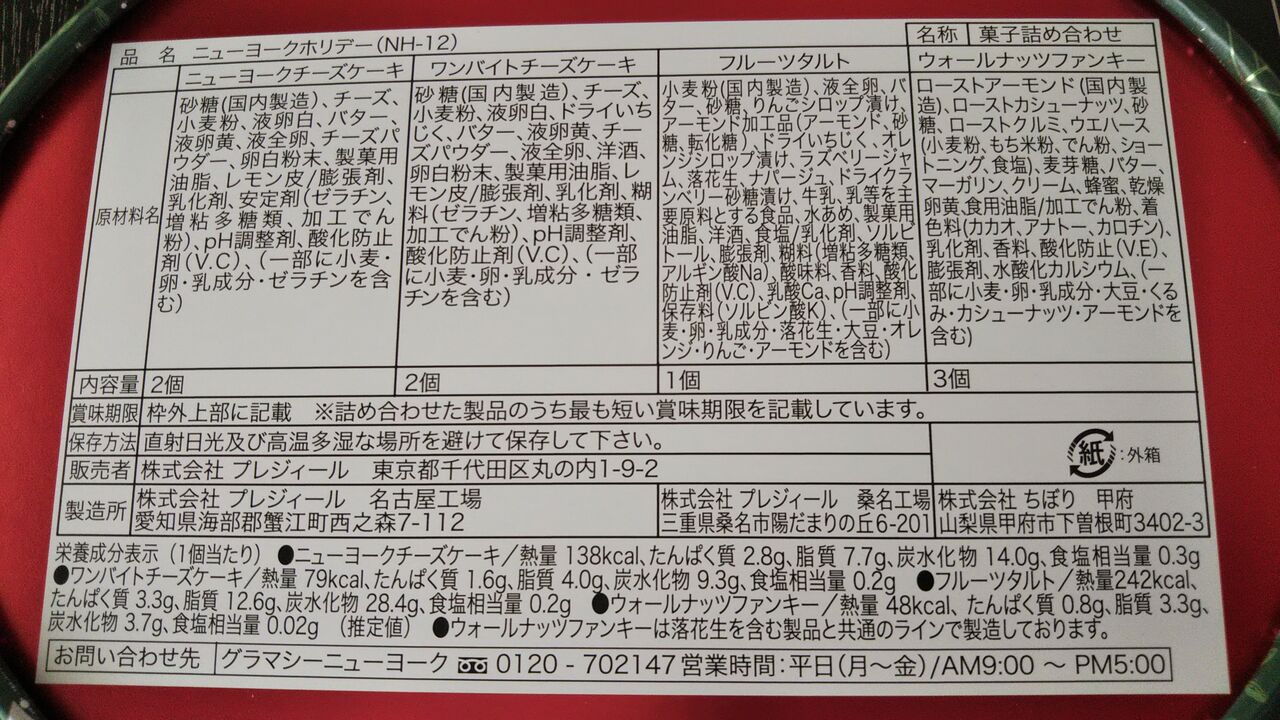 品名 ニューヨークホリデー(NH-12)
名称 菓子詰め合わせ
原材料名
ニューヨークチーズケーキ
砂糖(国内製造)、チーズ、
小麦粉、液卵白、バター、
液卵黄、液全卵、チーズパ
ウダー、卵白粉末、製菓用
油脂、レモン皮/膨張剤、
乳化剤、安定剤(ゼラチン、
増粘多糖類、加工でん
粉)、pH調整剤、酸化防止
剤(V.C)、(一部に小麦・
卵・乳成分・ゼラチンを含
む)
ワンバイトチーズケーキ
砂糖(国内製造)、チーズ、
小麦粉、液卵白、ドライいち
じく、バター、液卵黄、チー
ズパウダー、液全卵、洋酒、
卵白粉末、製菓用油脂、レ
モン皮/膨張剤、乳化剤、糊
料(ゼラチン、増粘多糖類、
加工でん粉)、pH調整剤、
酸化防止剤(V.C)、(一部
に小麦・卵・乳成分・ゼラ
チンを含む)
フルーツタルト
小麦粉(国内製造)、液全卵、バ
ター、砂糖、りんごシロップ漬け、
アーモンド加工品(アーモンド、砂
糖、転化糖)、ドライいちじく、オレ
ンジシロップ漬け、ラズベリージャ
ム、落花生、ナパージュ、ドライクラ
ンベリー砂糖漬け、牛乳、乳等を主
要原料とする食品、水あめ、製菓用
油脂、洋酒、食塩/乳化剤、ソルビ
トール、膨張剤、糊料(増粘多糖類、
アルギン酸Na)、酸味料、香料、酸化
防止剤(V.C)、乳酸Ca、pH調整剤、
保存料(ソルビン酸K)、(一部に小
麦・卵・乳成分・落花生・大豆・オレ
ンジ・りんご・アーモンドを含む)
ウォールナッツファンキー
ローストアーモンド(国内製
造)、ローストカシューナッツ、砂
糖、ローストクルミ、ウエハース
(小麦粉、もち米粉、でん粉、ショー
トニング、食塩)、麦芽糖、バター、
マーガリン、クリーム、蜂蜜、乾燥
卵黄、食用油脂/加工でん粉、着
色料(カカオ、アナトー、カロチン)、
乳化剤、香料、酸化防止(V.E)、
膨張剤、水酸化カルシウム、(一
部に小麦・卵・乳成分・大豆・くる
み・カシューナッツ・アーモンドを
含む)
内容量 2個 2個 1個 3個
賞味期限 枠外上部に記載 ※詰め合わせた製品のうち最も短い賞味期限を記載しています。
保存方法 直射日光及び高温多湿な場所を避けて保存して下さい。
紙:外箱
販売者 株式会社 プレジィール 東京都千代田区丸の内1-9-2
製造所
株式会社 プレジィール 名古屋工場
愛知県海部郡蟹江町西之森7-112
株式会社 プレジィール 桑名工場
三重県桑名市陽だまりの丘6-201
株式会社 ちぼり 甲府
山梨県甲府市下曽根町3402-3
栄養成分表示(1個当たり) ●ニューヨークチーズケーキ/熱量 138kcal、たんぱく質 2.8g、脂質 7.7g、炭水化物 14.0g、食塩相当量 0.3g
●ワンバイトチーズケーキ/熱量 79kcal、たんぱく質 1.6g、脂質 4.0g、炭水化物 9.3g、食塩相当量 0.2g ●フルーツタルト/熱量242kcal、
たんぱく質 3.3g、脂質 12.6g、炭水化物 28.4g、食塩相当量 0.2g ●ウォールナッツファンキー/熱量 48kcal、たんぱく質 0.8g、脂質 3.3g、
炭水化物 3.7g、食塩相当量 0.02g (推定値) ●ウォールナッツファンキーは落花生を含む製品と共通のラインで製造しております。
お問い合わせ先 グラマシーニューヨーク 0120-702147 営業時間:平日(月~金)/AM9:00 ~ PM5:00